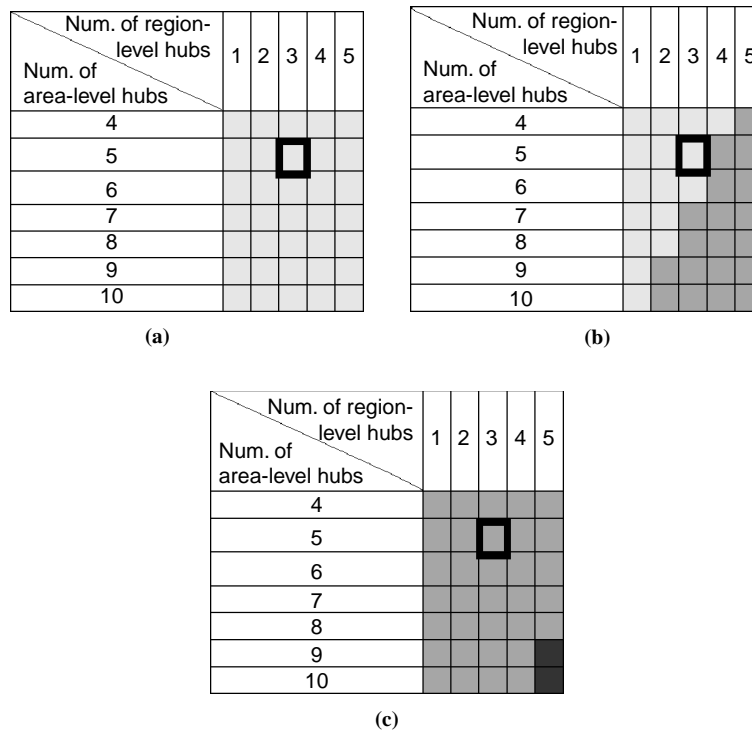 Num. of region-
level hubs
Num. of
area-level hubs
1 2 3 4 5
4
5
6
7
8
9
10
(a)
Num. of region-
level hubs
Num. of
area-level hubs
1 2 3 4 5
4
5
6
7
8
9
10
(b)
Num. of region-
level hubs
Num. of
area-level hubs
1 2 3 4 5
4
5
6
7
8
9
10
(c)